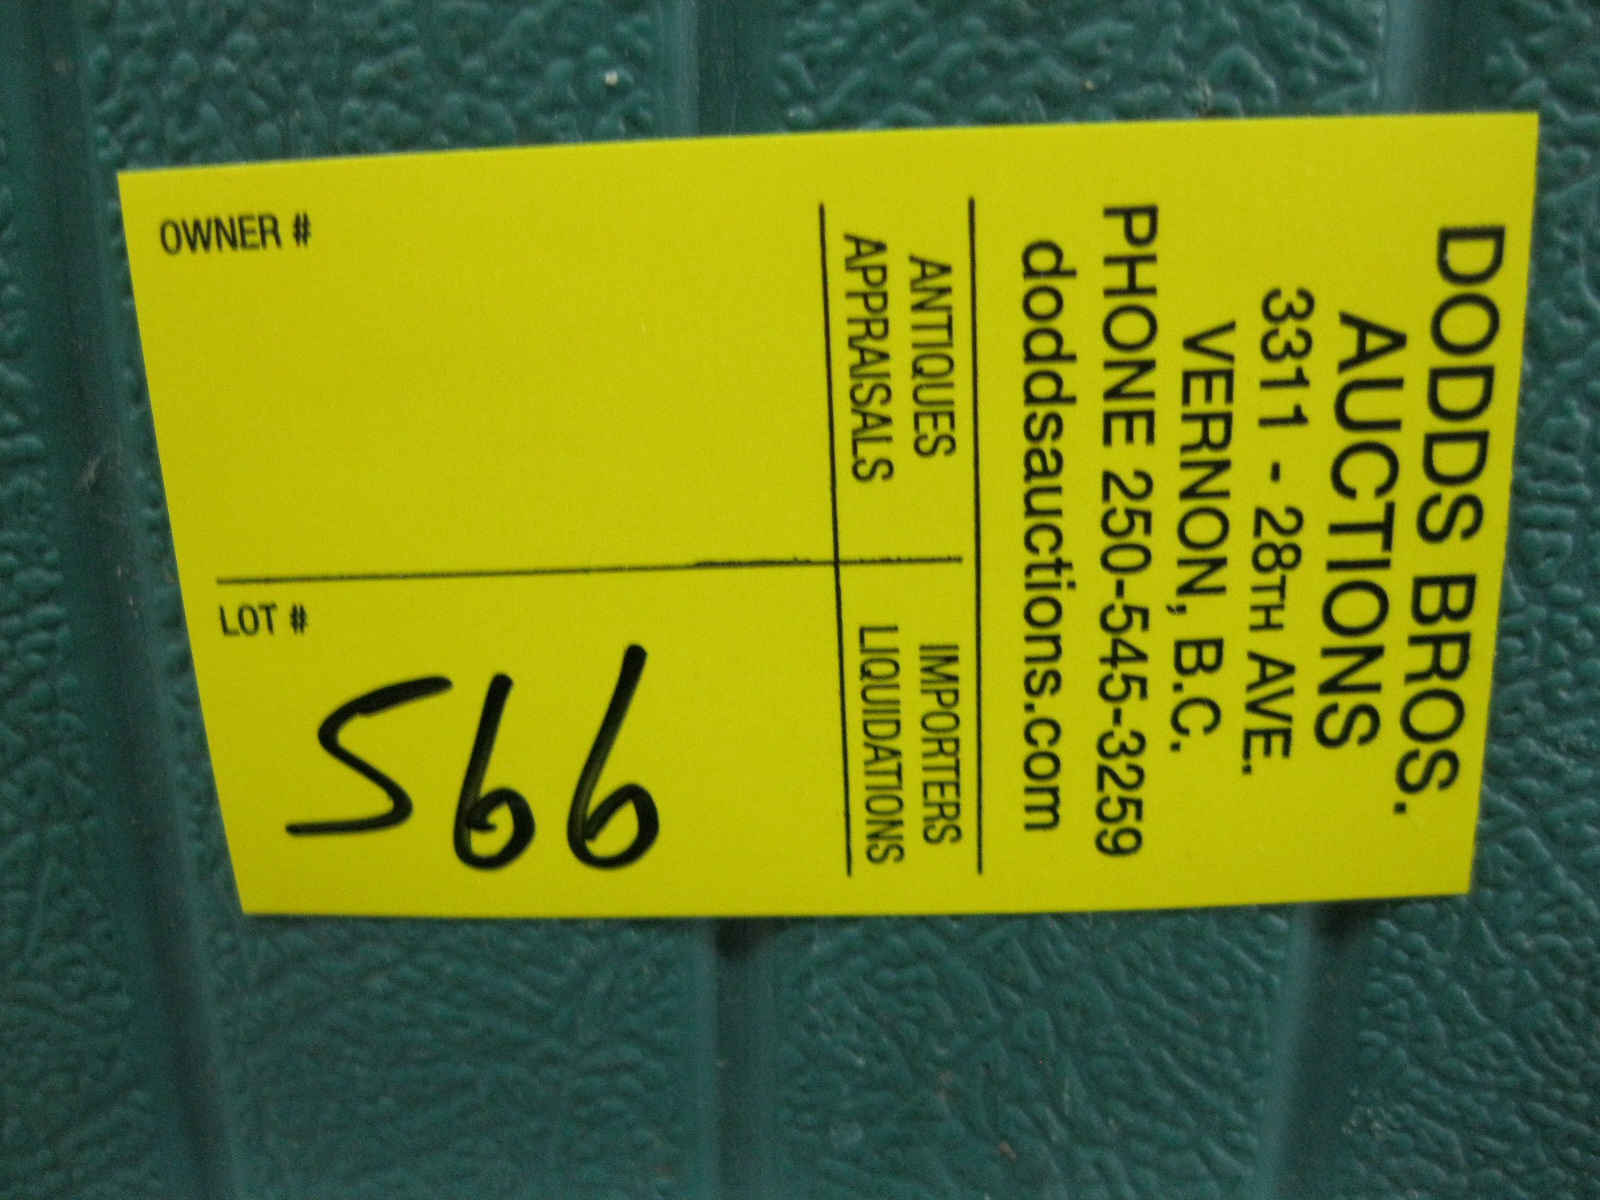 DODDS BROS.
AUCTIONS
3311 - 28TH AVE.
VERNON, B.C.
PHONE 250-545-3259
doddsauctions.com
ANTIQUES IMPORTERS
APPRAISALS LIQUIDATIONS
OWNER #
LOT #
566